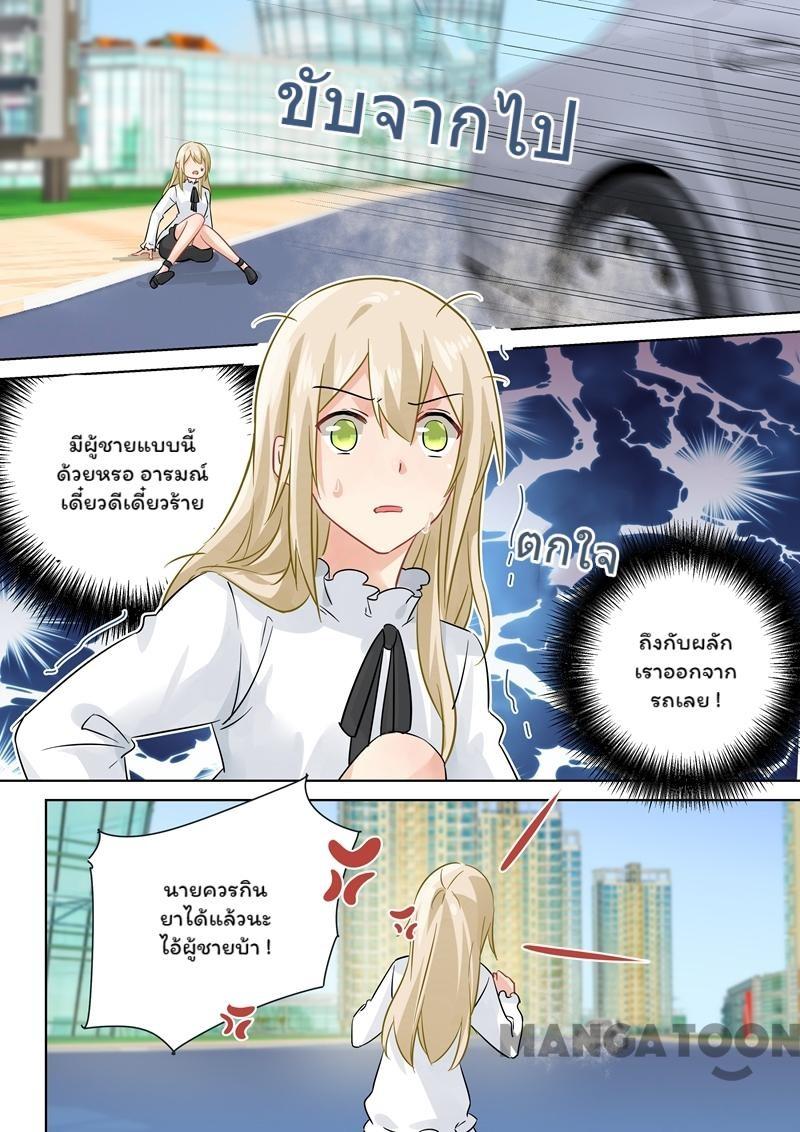 ขับจากไป
มีผู้ชายแบบนี้
ด้วยหรอ อารมณ์
เดี๋ยวดีเดี๋ยวร้าย
ตกใจ
ถึงกับผลัก
เราออกจาก
รถเลย !
นายควรกิน
ยาได้แล้วนะ
ไอ้ผู้ชายบ้า !
MANGATOON